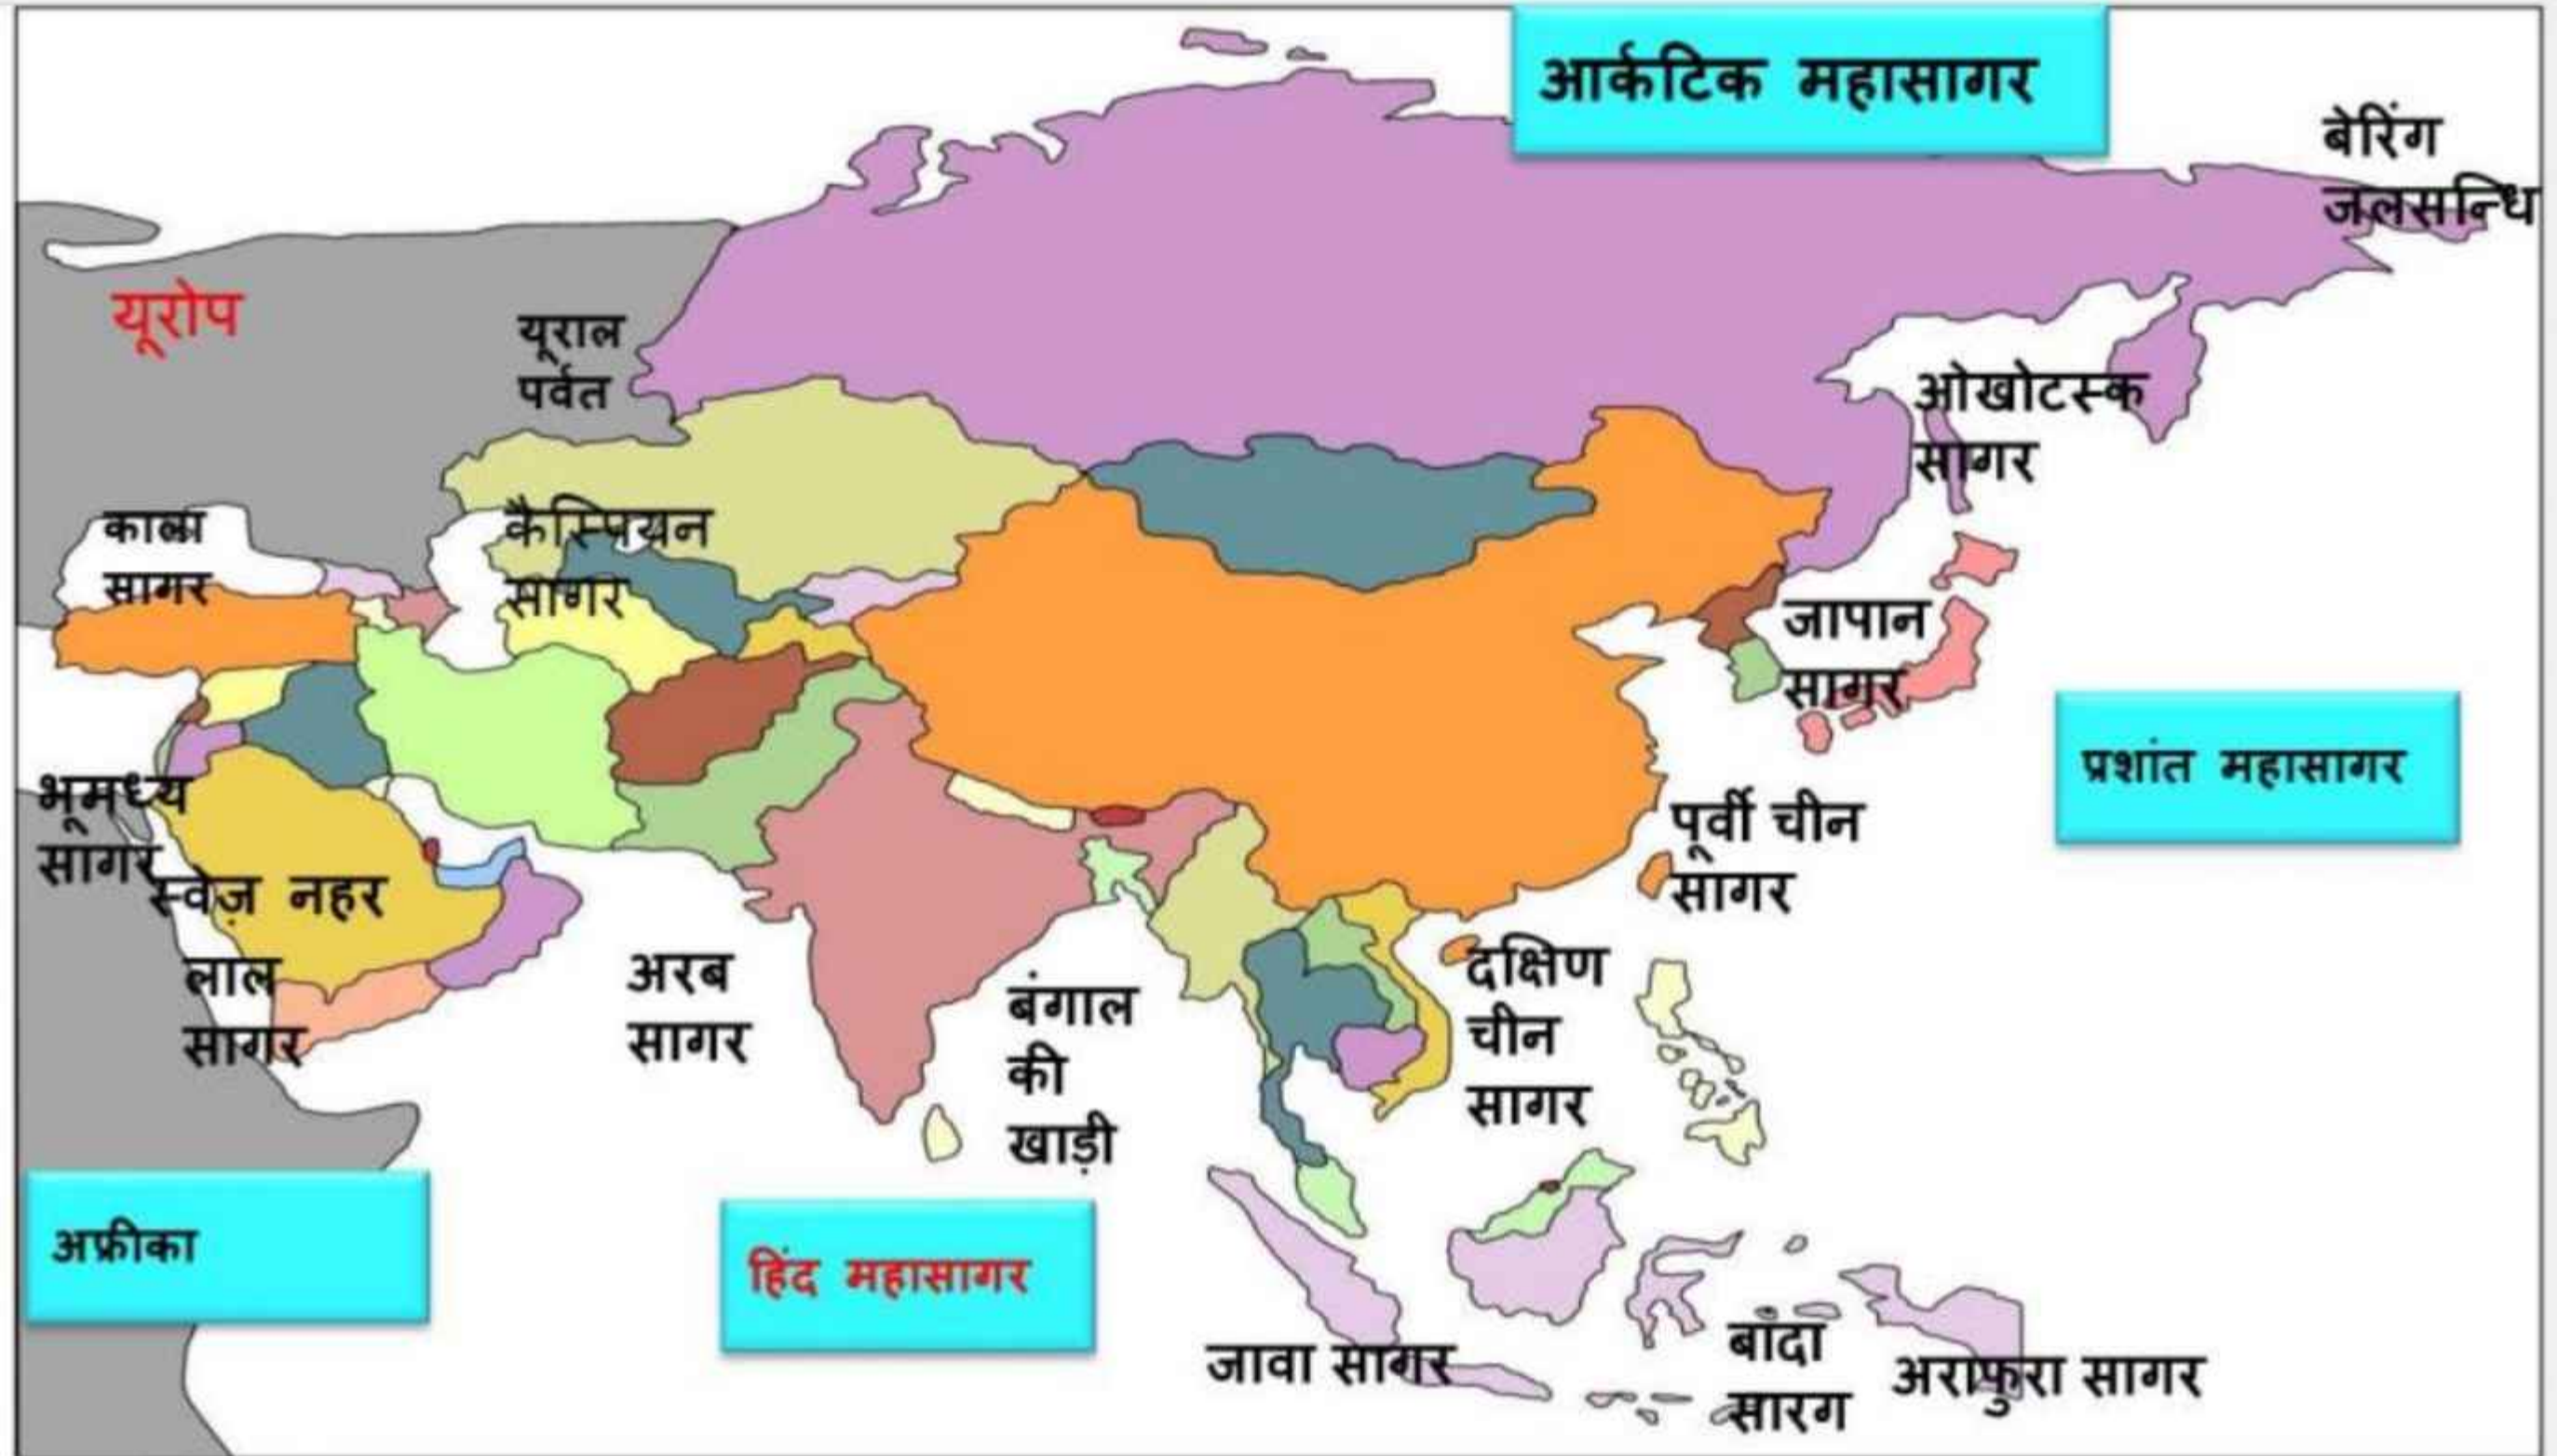 आर्कटिक महासागर
बेरिंग
जलसन्धि
यूरोप
यूराल
पर्वत
ओखोटस्क
सागर
काला
सागर
कैस्पियन
सागर
जापान
सागर
प्रशांत महासागर
भूमध्य
सागर
स्वेज़ नहर
पूर्वी चीन
सागर
लाल
सागर
अरब
सागर
बंगाल
की
खाड़ी
दक्षिण
चीन
सागर
अफ्रीका
हिंद महासागर
जावा सागर
बांदा
सारग
अराफुरा सागर